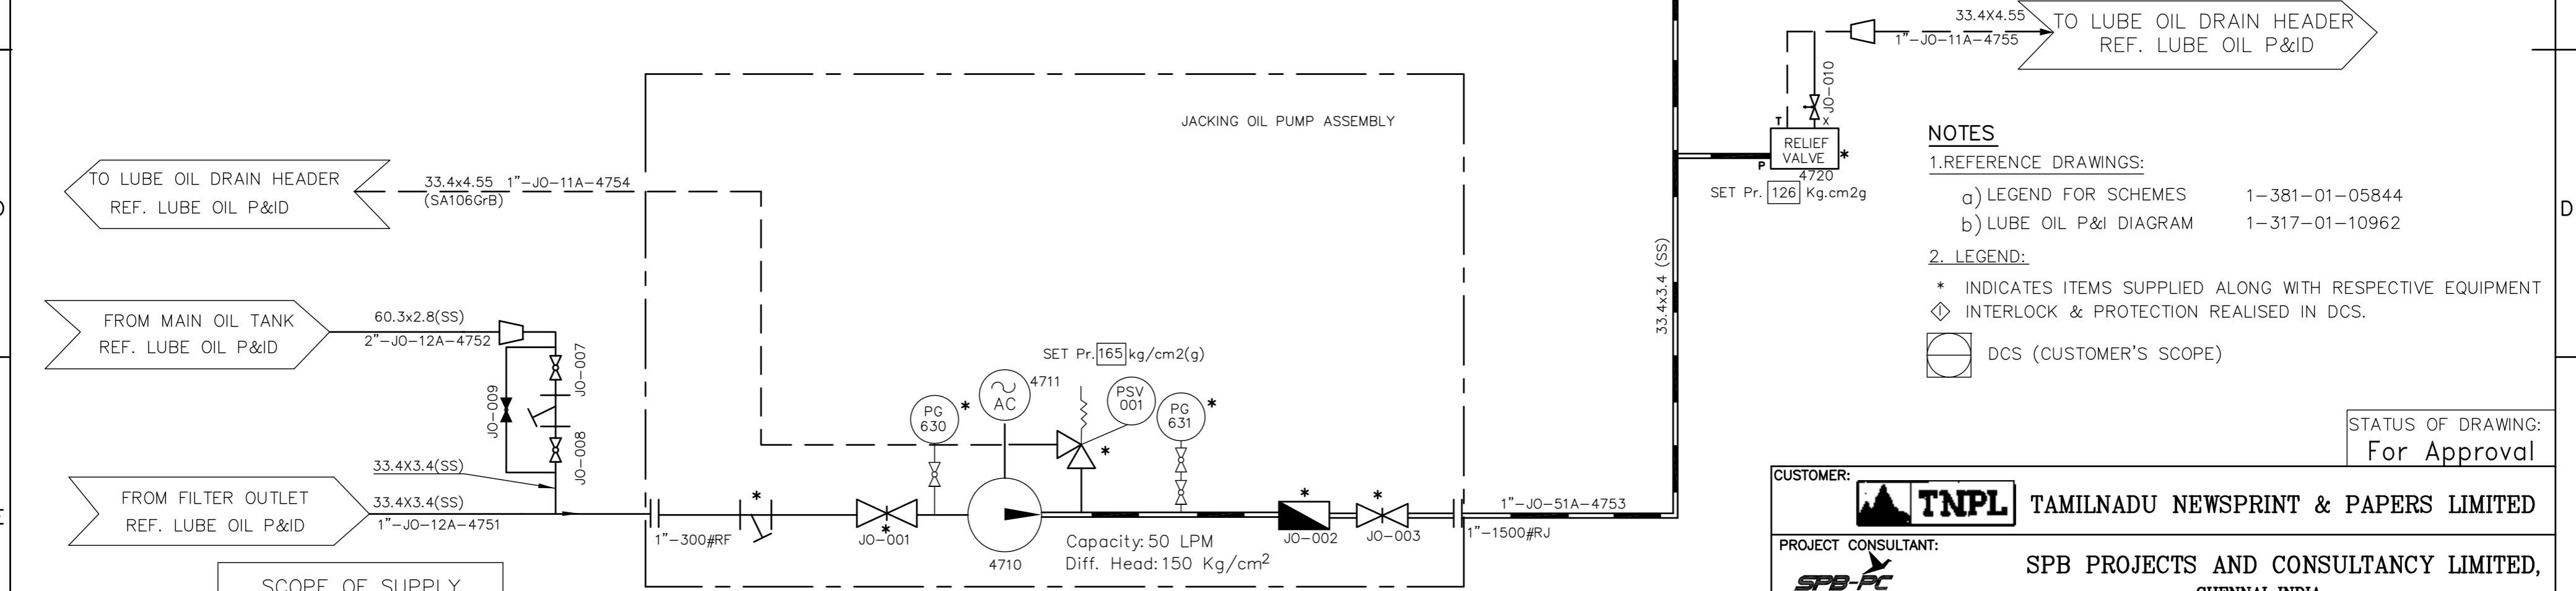 TO LUBE OIL DRAIN HEADER
REF. LUBE OIL P&ID
33.4x4.55 1"-JO-11A-4754
(SA106GrB)
FROM MAIN OIL TANK
REF. LUBE OIL P&ID
60.3x2.8(SS)
2"-JO-12A-4752
JO-007
JO-009
JO-008
33.4X3.4(SS)
FROM FILTER OUTLET
REF. LUBE OIL P&ID
33.4X3.4(SS)
1"-JO-12A-4751
SCOPE OF SUPPLY
JACKING OIL PUMP ASSEMBLY
SET Pr. 165 kg/cm2(g)
PG
630
*
AC
4711
PSV
001
*
PG
631
*
1"-300#RF
*
*
JO-001
4710
Capacity: 50 LPM
Diff. Head: 150 Kg/cm2
*
JO-002
*
JO-003
1"-1500#RJ
1"-JO-51A-4753
33.4x3.4 (SS)
33.4X4.55
1"-JO-11A-4755
TO LUBE OIL DRAIN HEADER
REF. LUBE OIL P&ID
JO-010
T
X
P
RELIEF
VALVE
*
4720
SET Pr. 126 Kg.cm2g
NOTES
1.REFERENCE DRAWINGS:
a) LEGEND FOR SCHEMES 1-381-01-05844
b) LUBE OIL P&I DIAGRAM 1-317-01-10962
2. LEGEND:
* INDICATES ITEMS SUPPLIED ALONG WITH RESPECTIVE EQUIPMENT
I INTERLOCK & PROTECTION REALISED IN DCS.
DCS (CUSTOMER'S SCOPE)
D
STATUS OF DRAWING:
For Approval
CUSTOMER:
TNPL
TAMILNADU NEWSPRINT & PAPERS LIMITED
PROJECT CONSULTANT:
SPB-PC
SPB PROJECTS AND CONSULTANCY LIMITED,
CHENNAI INDIA